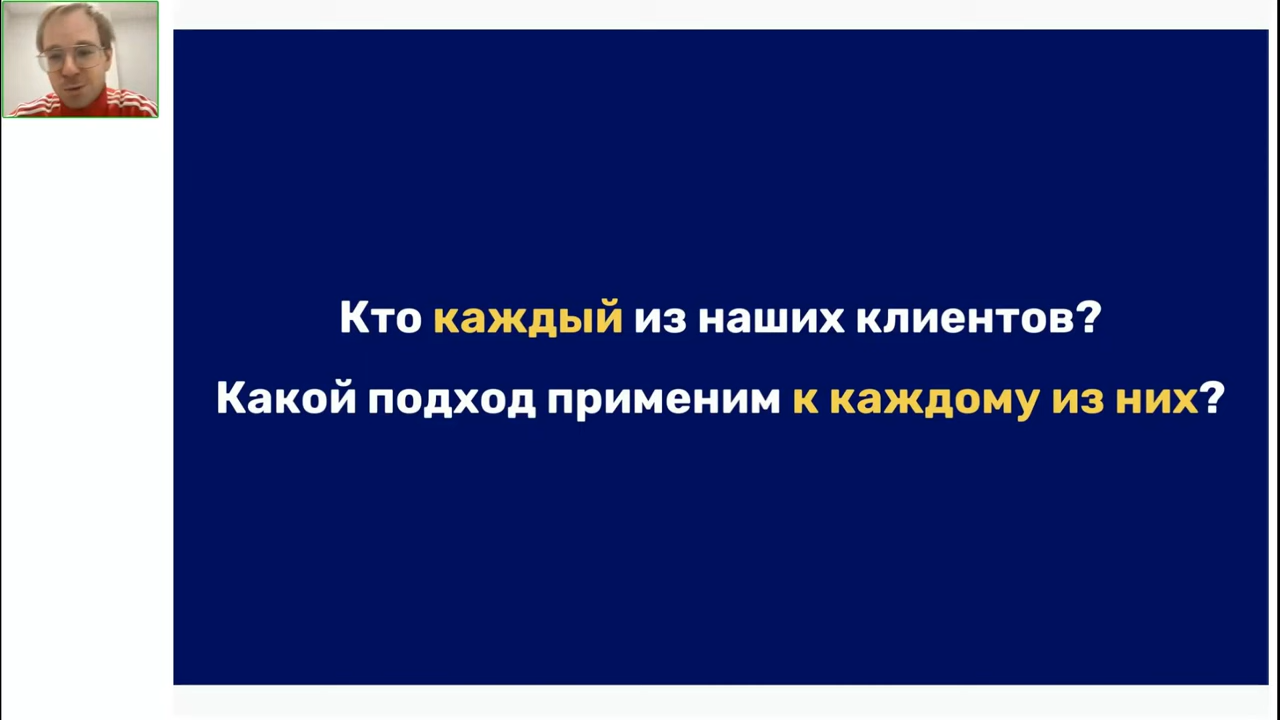 Кто каждый из наших клиентов?
Какой подход применим к каждому из них?